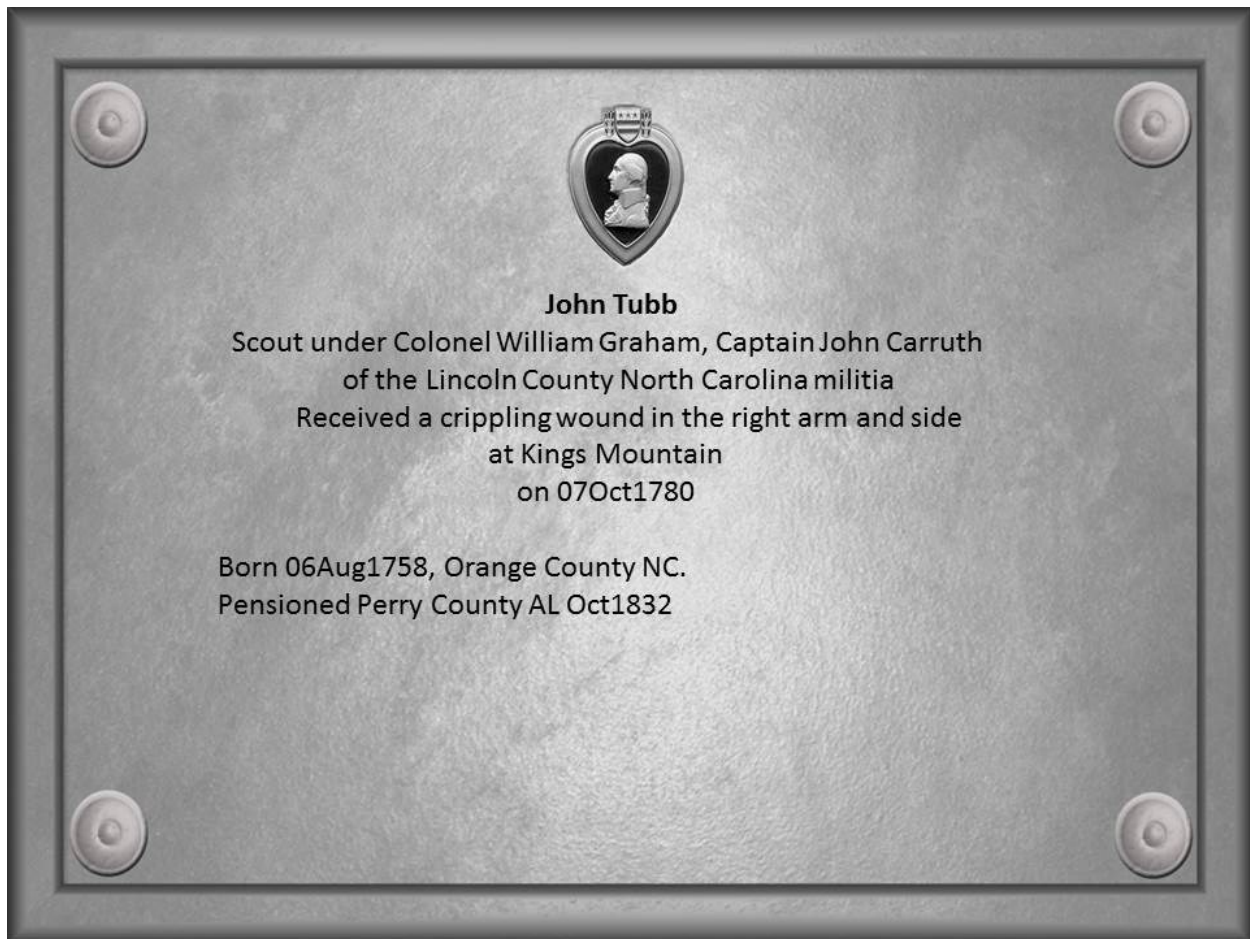 John Tubb
Scout under Colonel William Graham, Captain John Carruth
of the Lincoln County North Carolina militia
Received a crippling wound in the right arm and side
at Kings Mountain
on 07Oct1780
Born 06Aug1758, Orange County NC.
Pensioned Perry County AL Oct1832